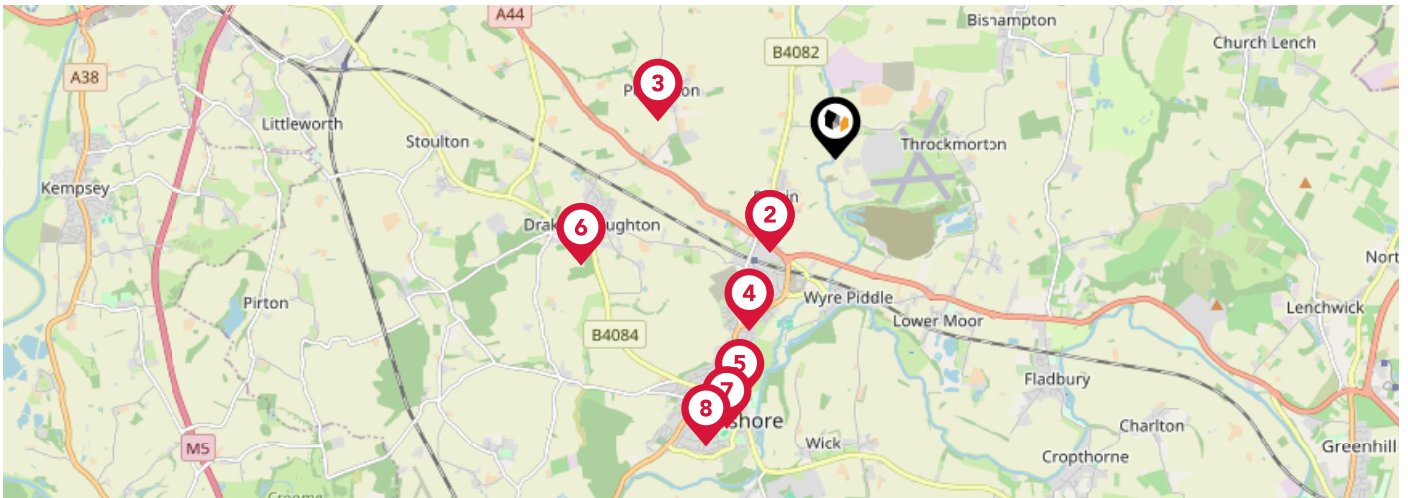 A44
Bishampton
Church Lench
B4082
A38
3
Littleworth
Stoulton
Throckmorton
Kempsey
2
6
4
Pirton
Wyre Piddle
Lenchwick
Lower Moor
B4084
5
Fladbury
7
8
Charlton
Wick
M5
Greenhill
Cropthorne